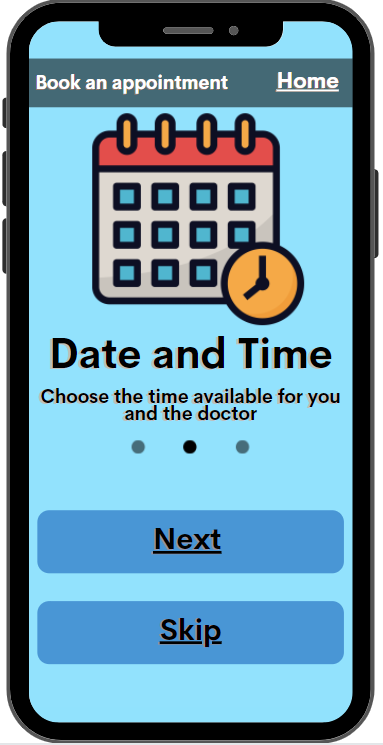 Book an appointment
Home
Date and Time
Choose the time available for you
and the doctor
Next
Skip